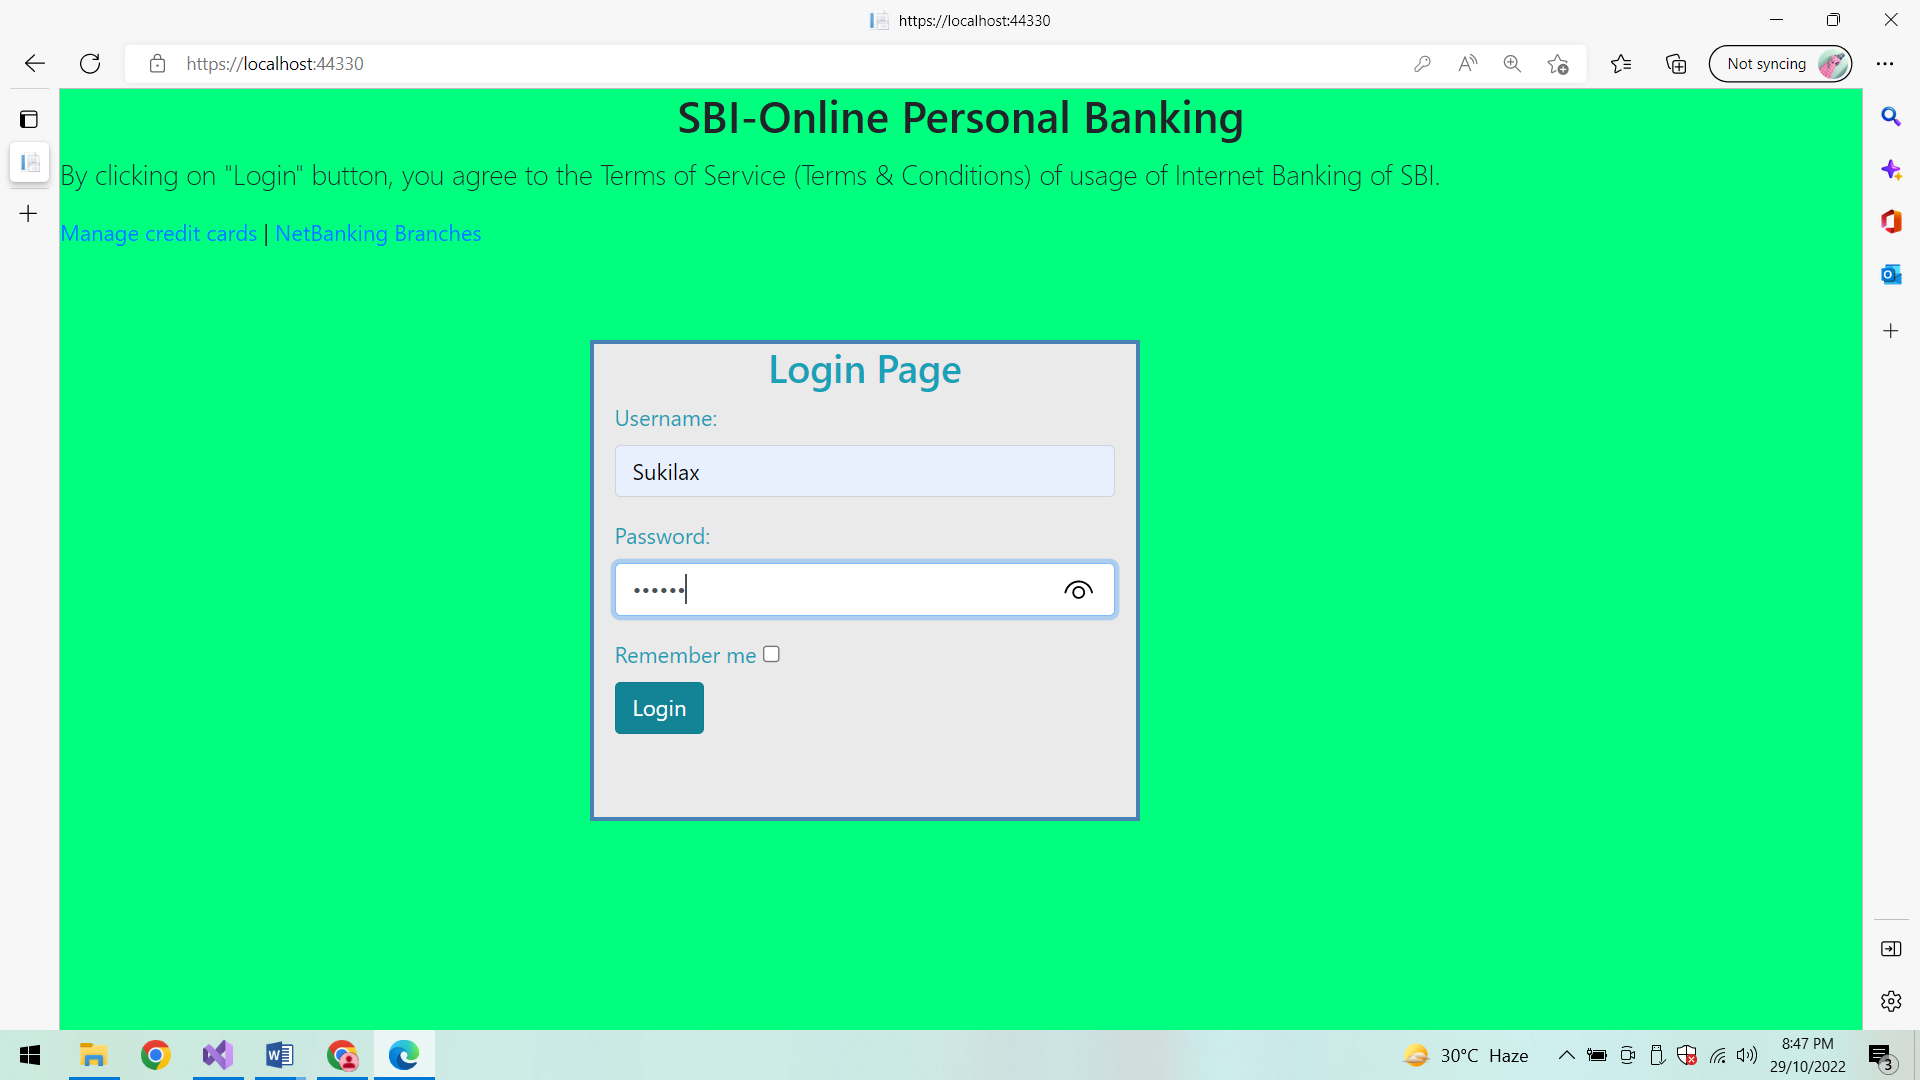 https://localhost:44330
https://localhost:44330
Not syncing
SBI-Online Personal Banking
By clicking on "Login" button, you agree to the Terms of Service (Terms & Conditions) of usage of Internet Banking of SBI.
Manage credit cards | NetBanking Branches
Login Page
Username:
Sukilax
Password:
••••••
Remember me
Login
30°C Haze
8:47 PM
29/10/2022
3